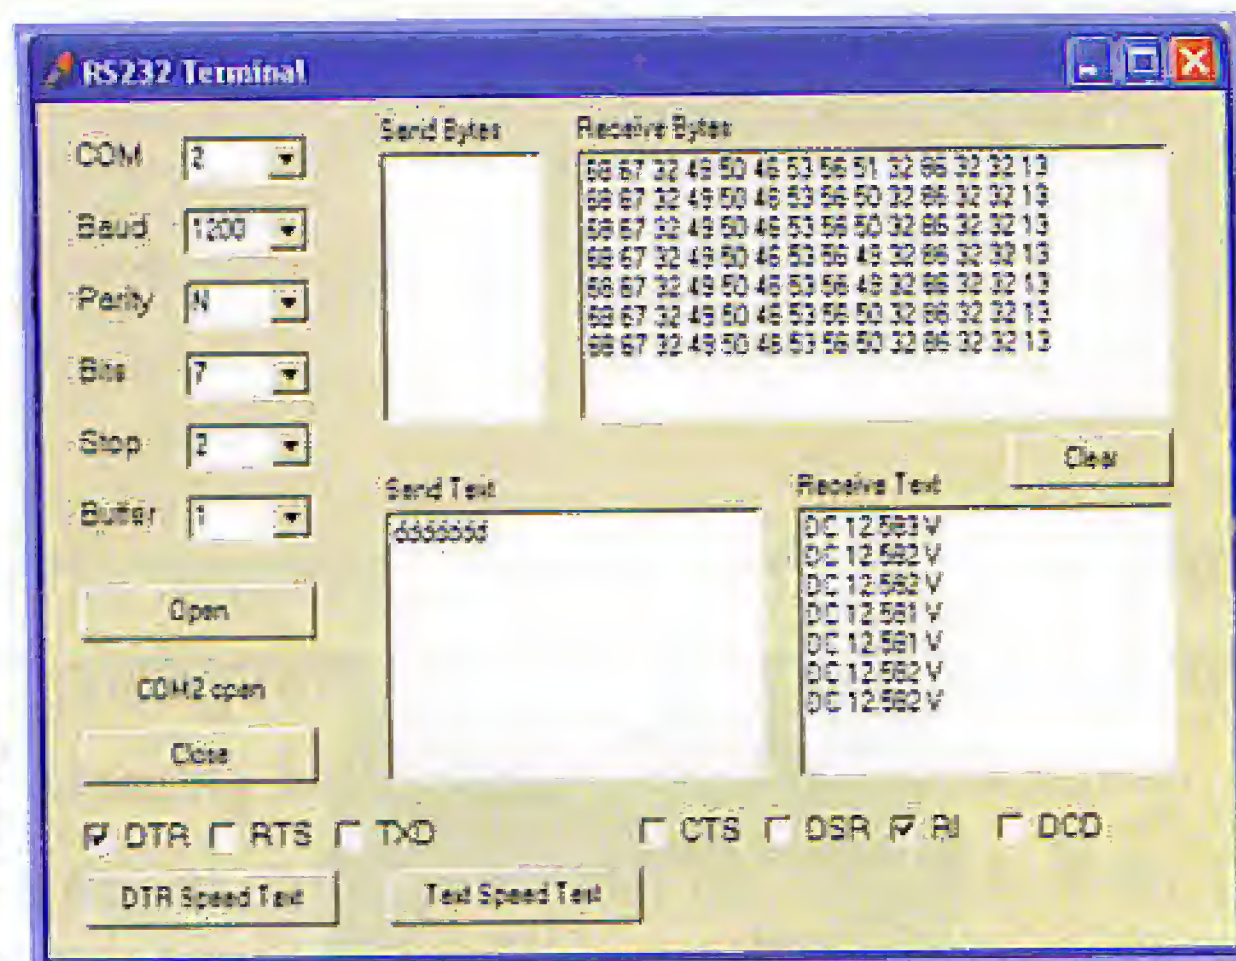 RS232 Terminal
COM 2
Baud 1200
Parity N
Bits 7
Stop 2
Buffer 1
Open
COM2 open
Close
Send Bytes
Receive Bytes
68 67 32 49 50 46 53 56 51 32 86 32 32 13
68 67 32 49 50 46 53 56 50 32 86 32 32 13
68 67 32 49 50 46 53 56 50 32 86 32 32 13
68 67 32 49 50 46 53 56 49 32 86 32 32 13
68 67 32 49 50 46 53 56 49 32 86 32 32 13
68 67 32 49 50 46 53 56 50 32 86 32 32 13
68 67 32 49 50 46 53 56 50 32 86 32 32 13
Clear
Send Text
ddddddd
Receive Text
DC 12.583 V
DC 12.582 V
DC 12.582 V
DC 12.581 V
DC 12.581 V
DC 12.582 V
DC 12.582 V
DTR RTS TXD CTS DSR RI DCD
DTR Speed Test
Text Speed Test